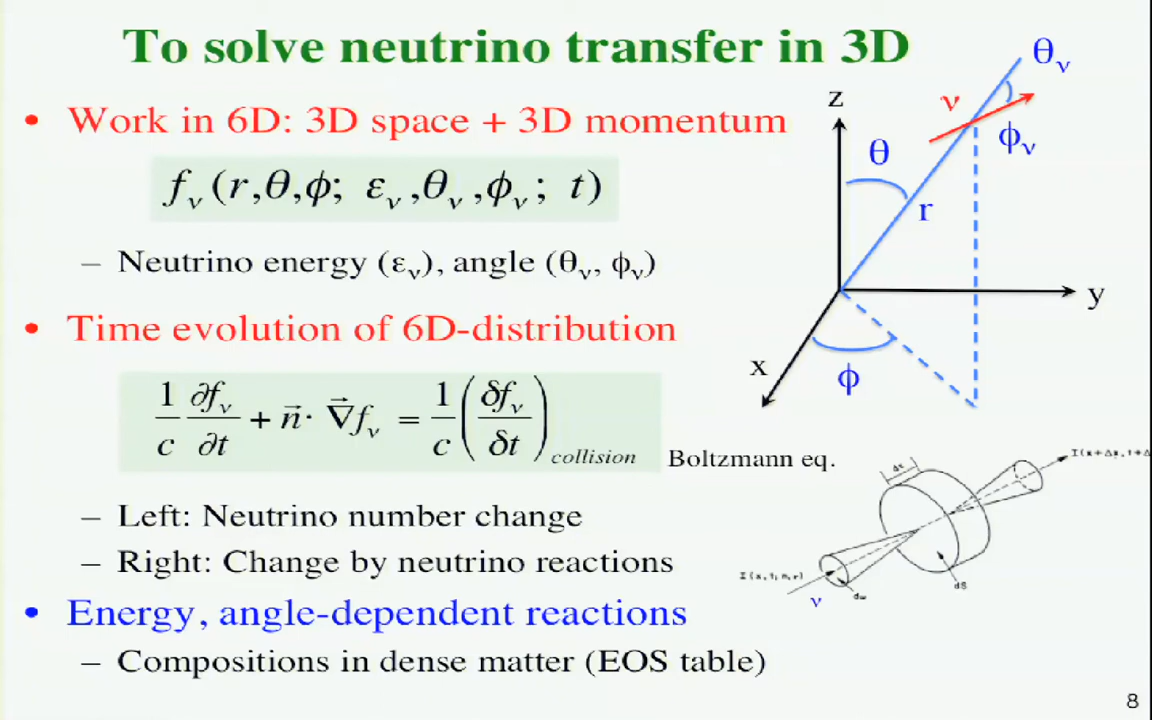 To solve neutrino transfer in 3D
• Work in 6D: 3D space + 3D momentum
f_ν(r,θ,ϕ; ε_ν,θ_ν,ϕ_ν; t)
– Neutrino energy (ε_ν), angle (θ_ν, ϕ_ν)
• Time evolution of 6D-distribution
1/c ∂f_ν/∂t + n⃗· ∇⃗f_ν = 1/c (δf_ν/δt)_collision
Boltzmann eq.
– Left: Neutrino number change
– Right: Change by neutrino reactions
• Energy, angle-dependent reactions
– Compositions in dense matter (EOS table)
θ_ν
z
ν
θ
ϕ_ν
r
y
x
ϕ
dω
dS
ν
8